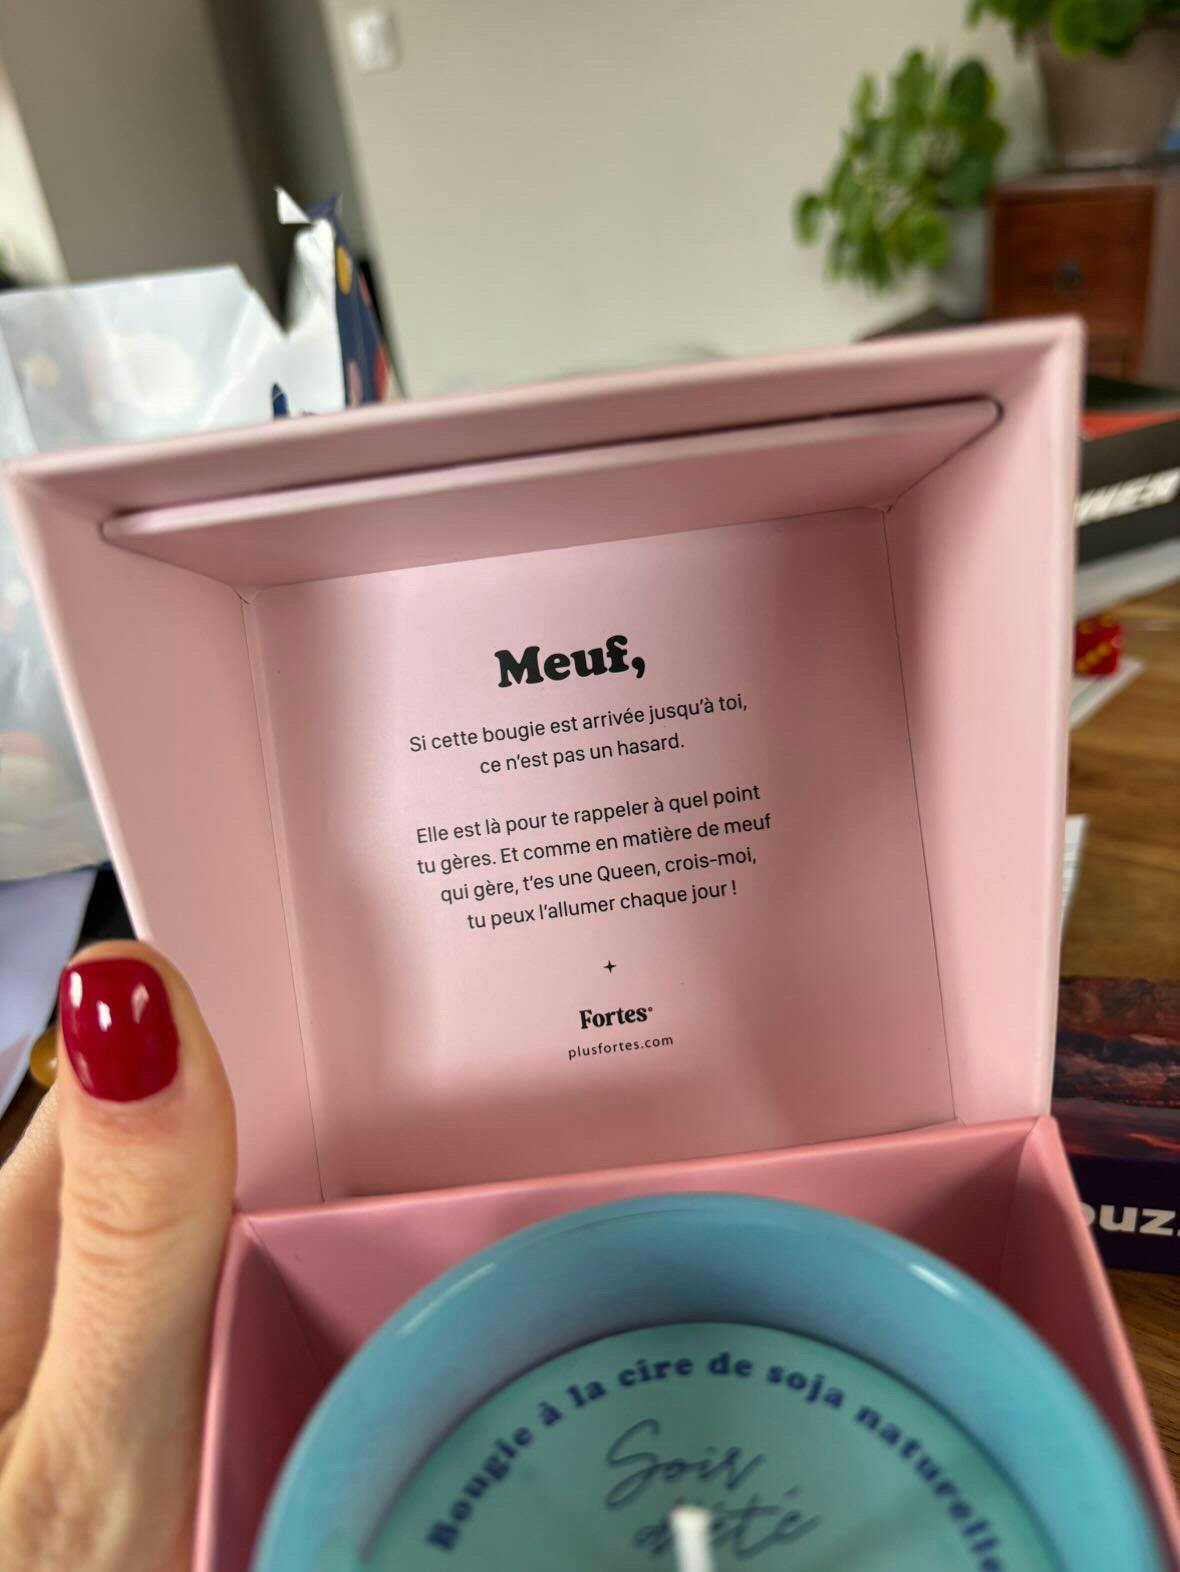 Meuf,
Si cette bougie est arrivée jusqu'à toi,
ce n'est pas un hasard.
Elle est là pour te rappeler à quel point
tu gères. Et comme en matière de meuf
qui gère, t'es une Queen, crois-moi,
tu peux l'allumer chaque jour !
Fortes°
plusfortes.com
Bougie à la cire de soja naturelle
Soir
d'été